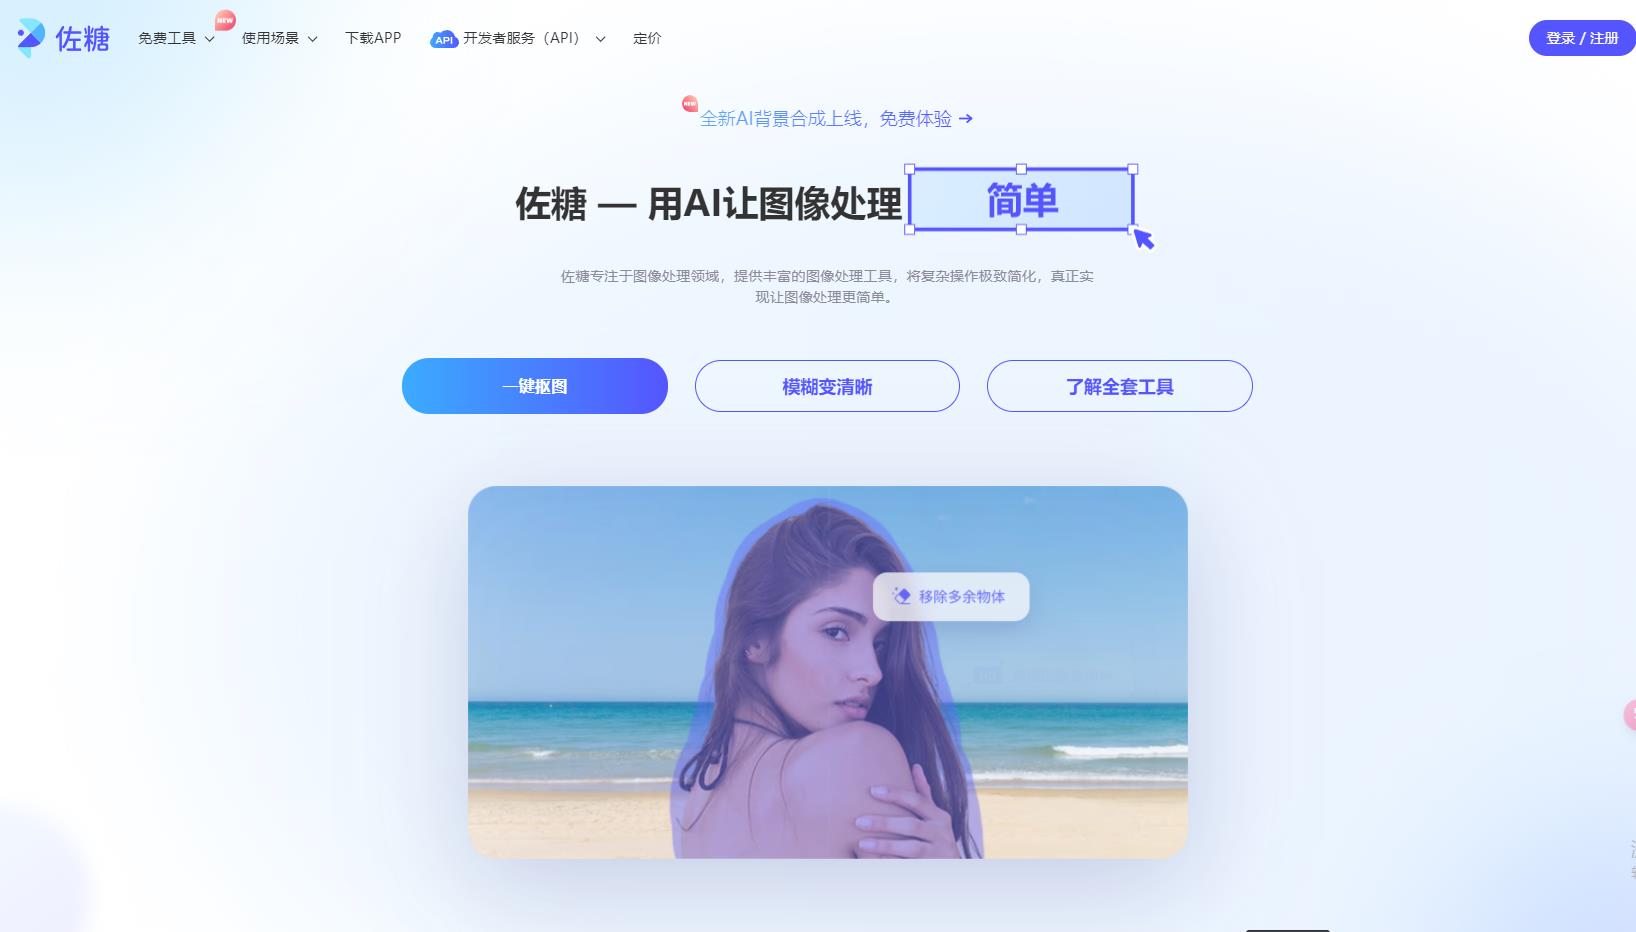 佐糖
免费工具
NEW
使用场景
下载APP
API 开发者服务（API）
定价
登录 / 注册
NEW
全新AI背景合成上线，免费体验 →
佐糖 — 用AI让图像处理 简单
佐糖专注于图像处理领域，提供丰富的图像处理工具，将复杂操作极致简化，真正实
现让图像处理更简单。
一键抠图
模糊变清晰
了解全套工具
移除多余物体